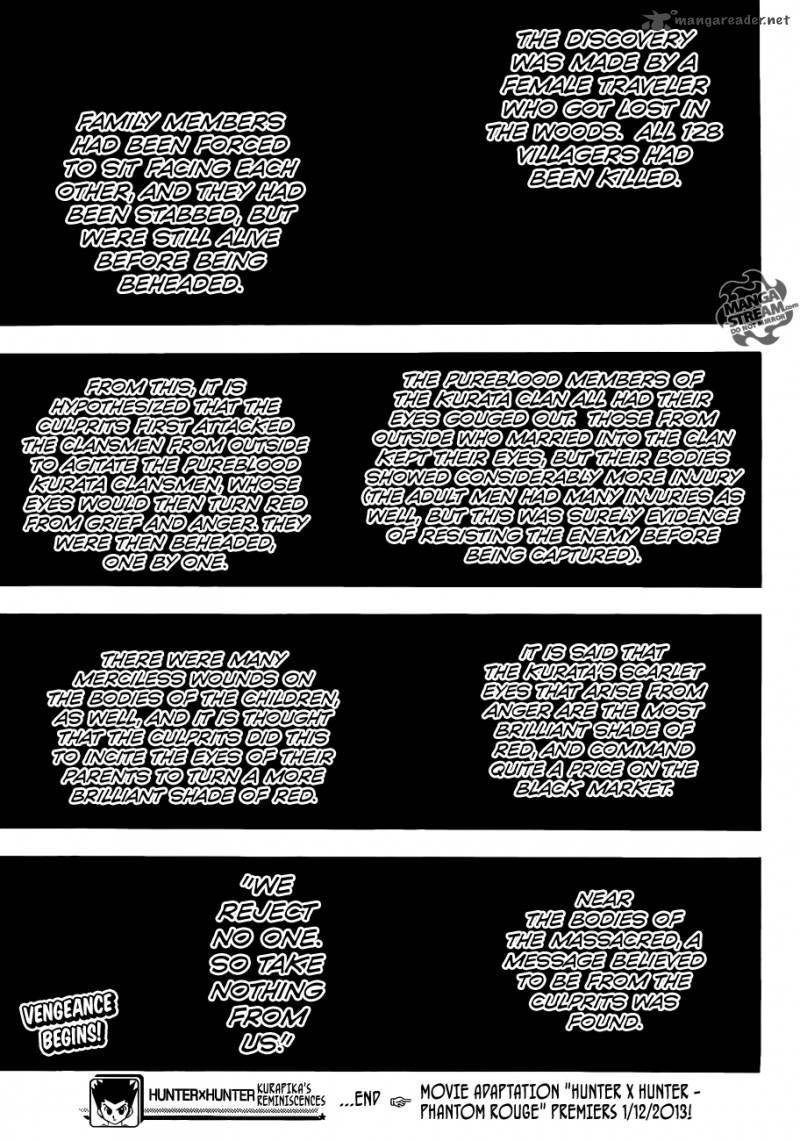 mangareader.net
THE DISCOVERY
WAS MADE BY A
FEMALE TRAVELER
WHO GOT LOST IN
THE WOODS. ALL 128
VILLAGERS HAD
BEEN KILLED.
FAMILY MEMBERS
HAD BEEN FORCED
TO SIT FACING EACH
OTHER, AND THEY HAD
BEEN STABBED, BUT
WERE STILL ALIVE
BEFORE BEING
BEHEADED.
MANGA
STREAM.com
DO NOT MIRROR
THE PUREBLOOD MEMBERS OF
THE KURATA CLAN ALL HAD THEIR
EYES GOUGED OUT. THOSE FROM
OUTSIDE WHO MARRIED INTO THE CLAN
KEPT THEIR EYES, BUT THEIR BODIES
SHOWED CONSIDERABLY MORE INJURY
(THE ADULT MEN HAD MANY INJURIES AS
WELL, BUT THIS WAS SURELY EVIDENCE
OF RESISTING THE ENEMY BEFORE
BEING CAPTURED).
FROM THIS, IT IS
HYPOTHESIZED THAT THE
CULPRITS FIRST ATTACKED
THE CLANSMEN FROM OUTSIDE
TO AGITATE THE PUREBLOOD
KURATA CLANSMEN, WHOSE
EYES WOULD THEN TURN RED
FROM GRIEF AND ANGER. THEY
WERE THEN BEHEADED,
ONE BY ONE.
IT IS SAID THAT
THE KURATA'S SCARLET
EYES THAT ARISE FROM
ANGER ARE THE MOST
BRILLIANT SHADE OF
RED, AND COMMAND
QUITE A PRICE ON THE
BLACK MARKET.
THERE WERE MANY
MERCILESS WOUNDS ON
THE BODIES OF THE CHILDREN,
AS WELL, AND IT IS THOUGHT
THAT THE CULPRITS DID THIS
TO INCITE THE EYES OF THEIR
PARENTS TO TURN A MORE
BRILLIANT SHADE OF RED.
NEAR
THE BODIES OF
THE MASSACRED, A
MESSAGE BELIEVED
TO BE FROM THE
CULPRITS WAS
FOUND.
"WE
REJECT
NO ONE.
SO TAKE
NOTHING
FROM
US."
VENGEANCE
BEGINS!
HUNTER×HUNTER KURAPIKA'S
REMINISCENCES
...END ☞ MOVIE ADAPTATION "HUNTER X HUNTER -
PHANTOM ROUGE" PREMIERS 1/12/2013!